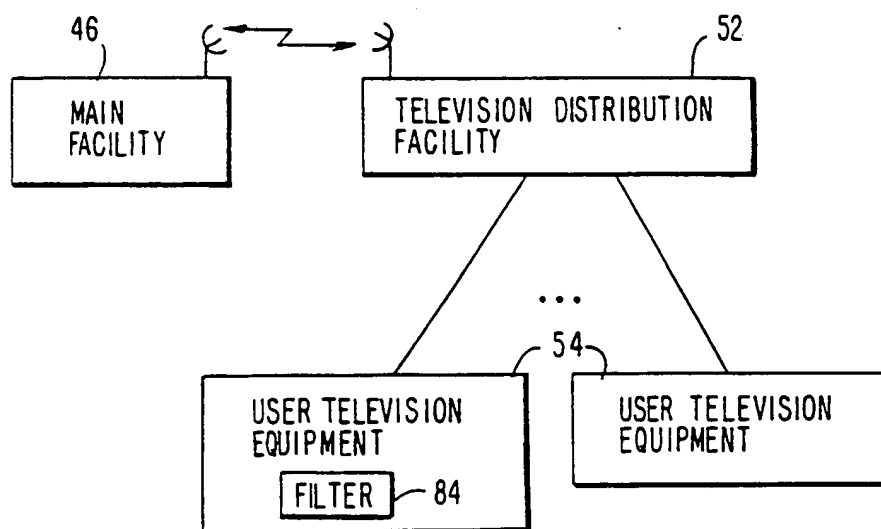 46
52
MAIN
FACILITY
TELEVISION DISTRIBUTION
FACILITY
...
54
USER TELEVISION
EQUIPMENT
FILTER
84
USER TELEVISION
EQUIPMENT